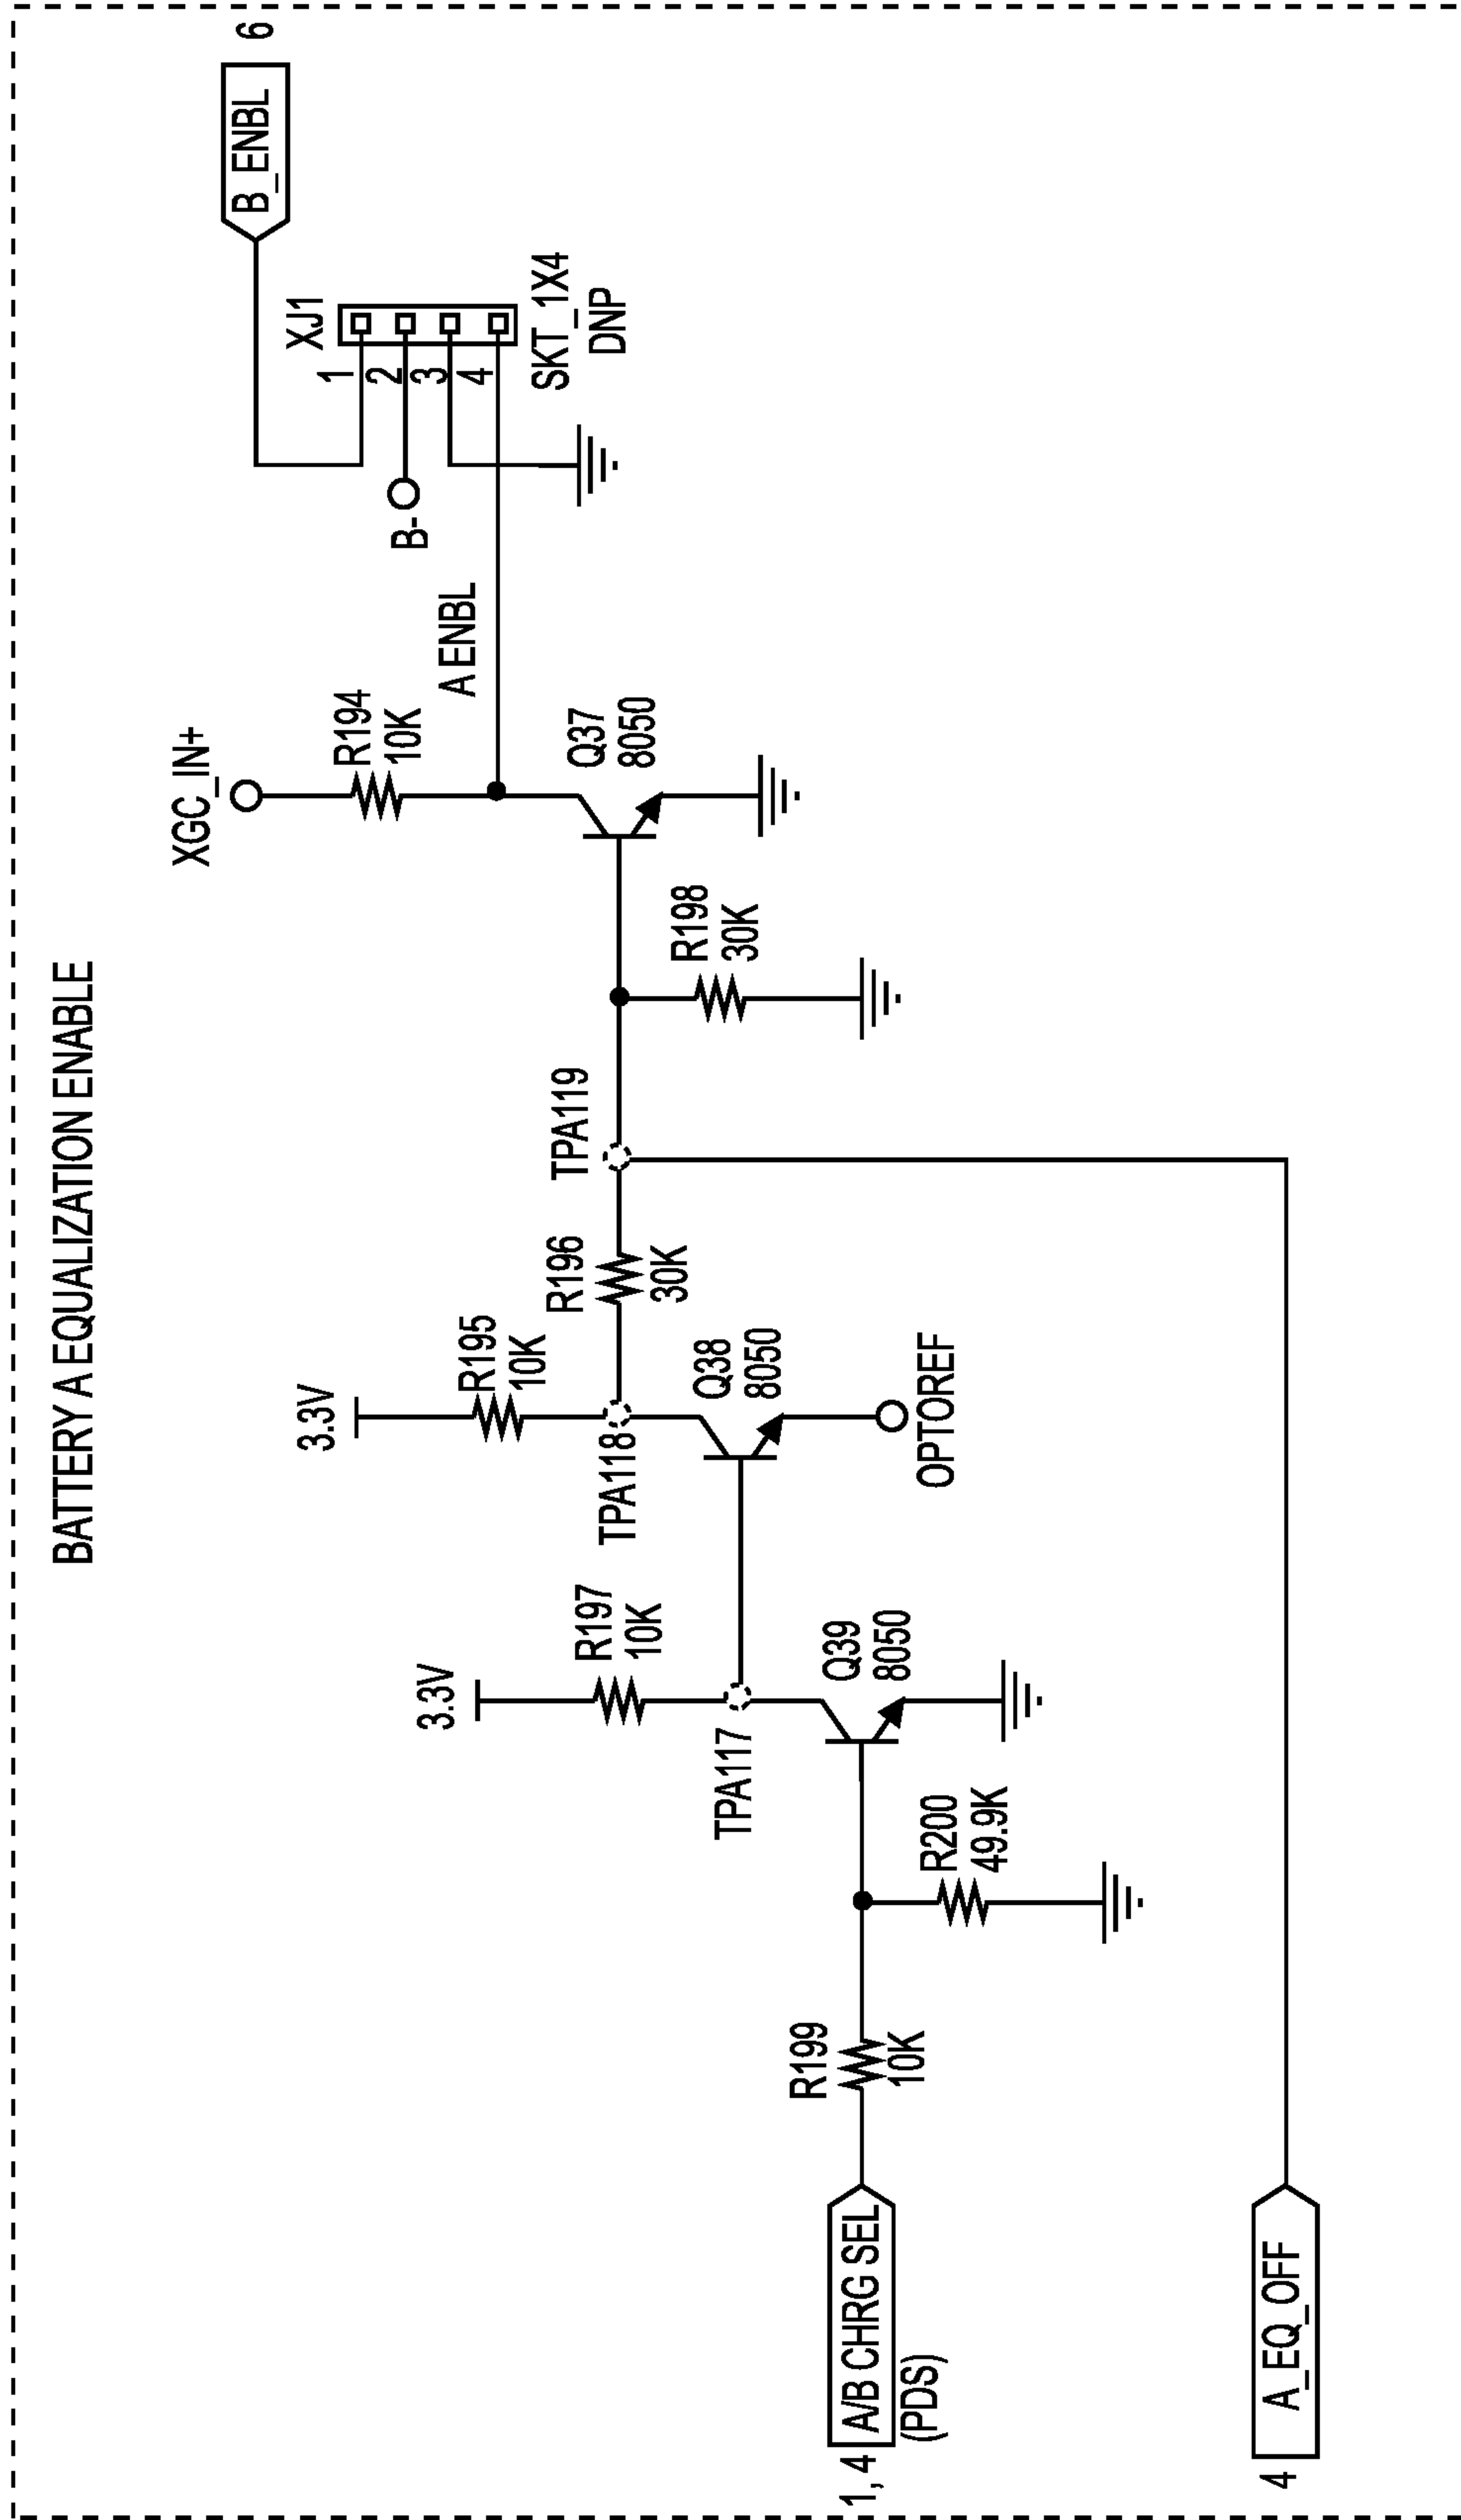 BATTERY A EQUALIZATION ENABLE
B_ENBL
6
XGC_IN+
XJ1
R194
10K
1
2
3
4
B-
A ENBL
SKT_1X4
DNP
3.3V
R195
10K
R196
30K
TPA119
Q37
8050
3.3V
R197
10K
TPA118
Q38
8050
R198
30K
TPA117
Q39
8050
OPTOREF
R199
10K
R200
49.9K
1, 4
A/B CHRG SEL
(PDS)
4
A_EQ_OFF